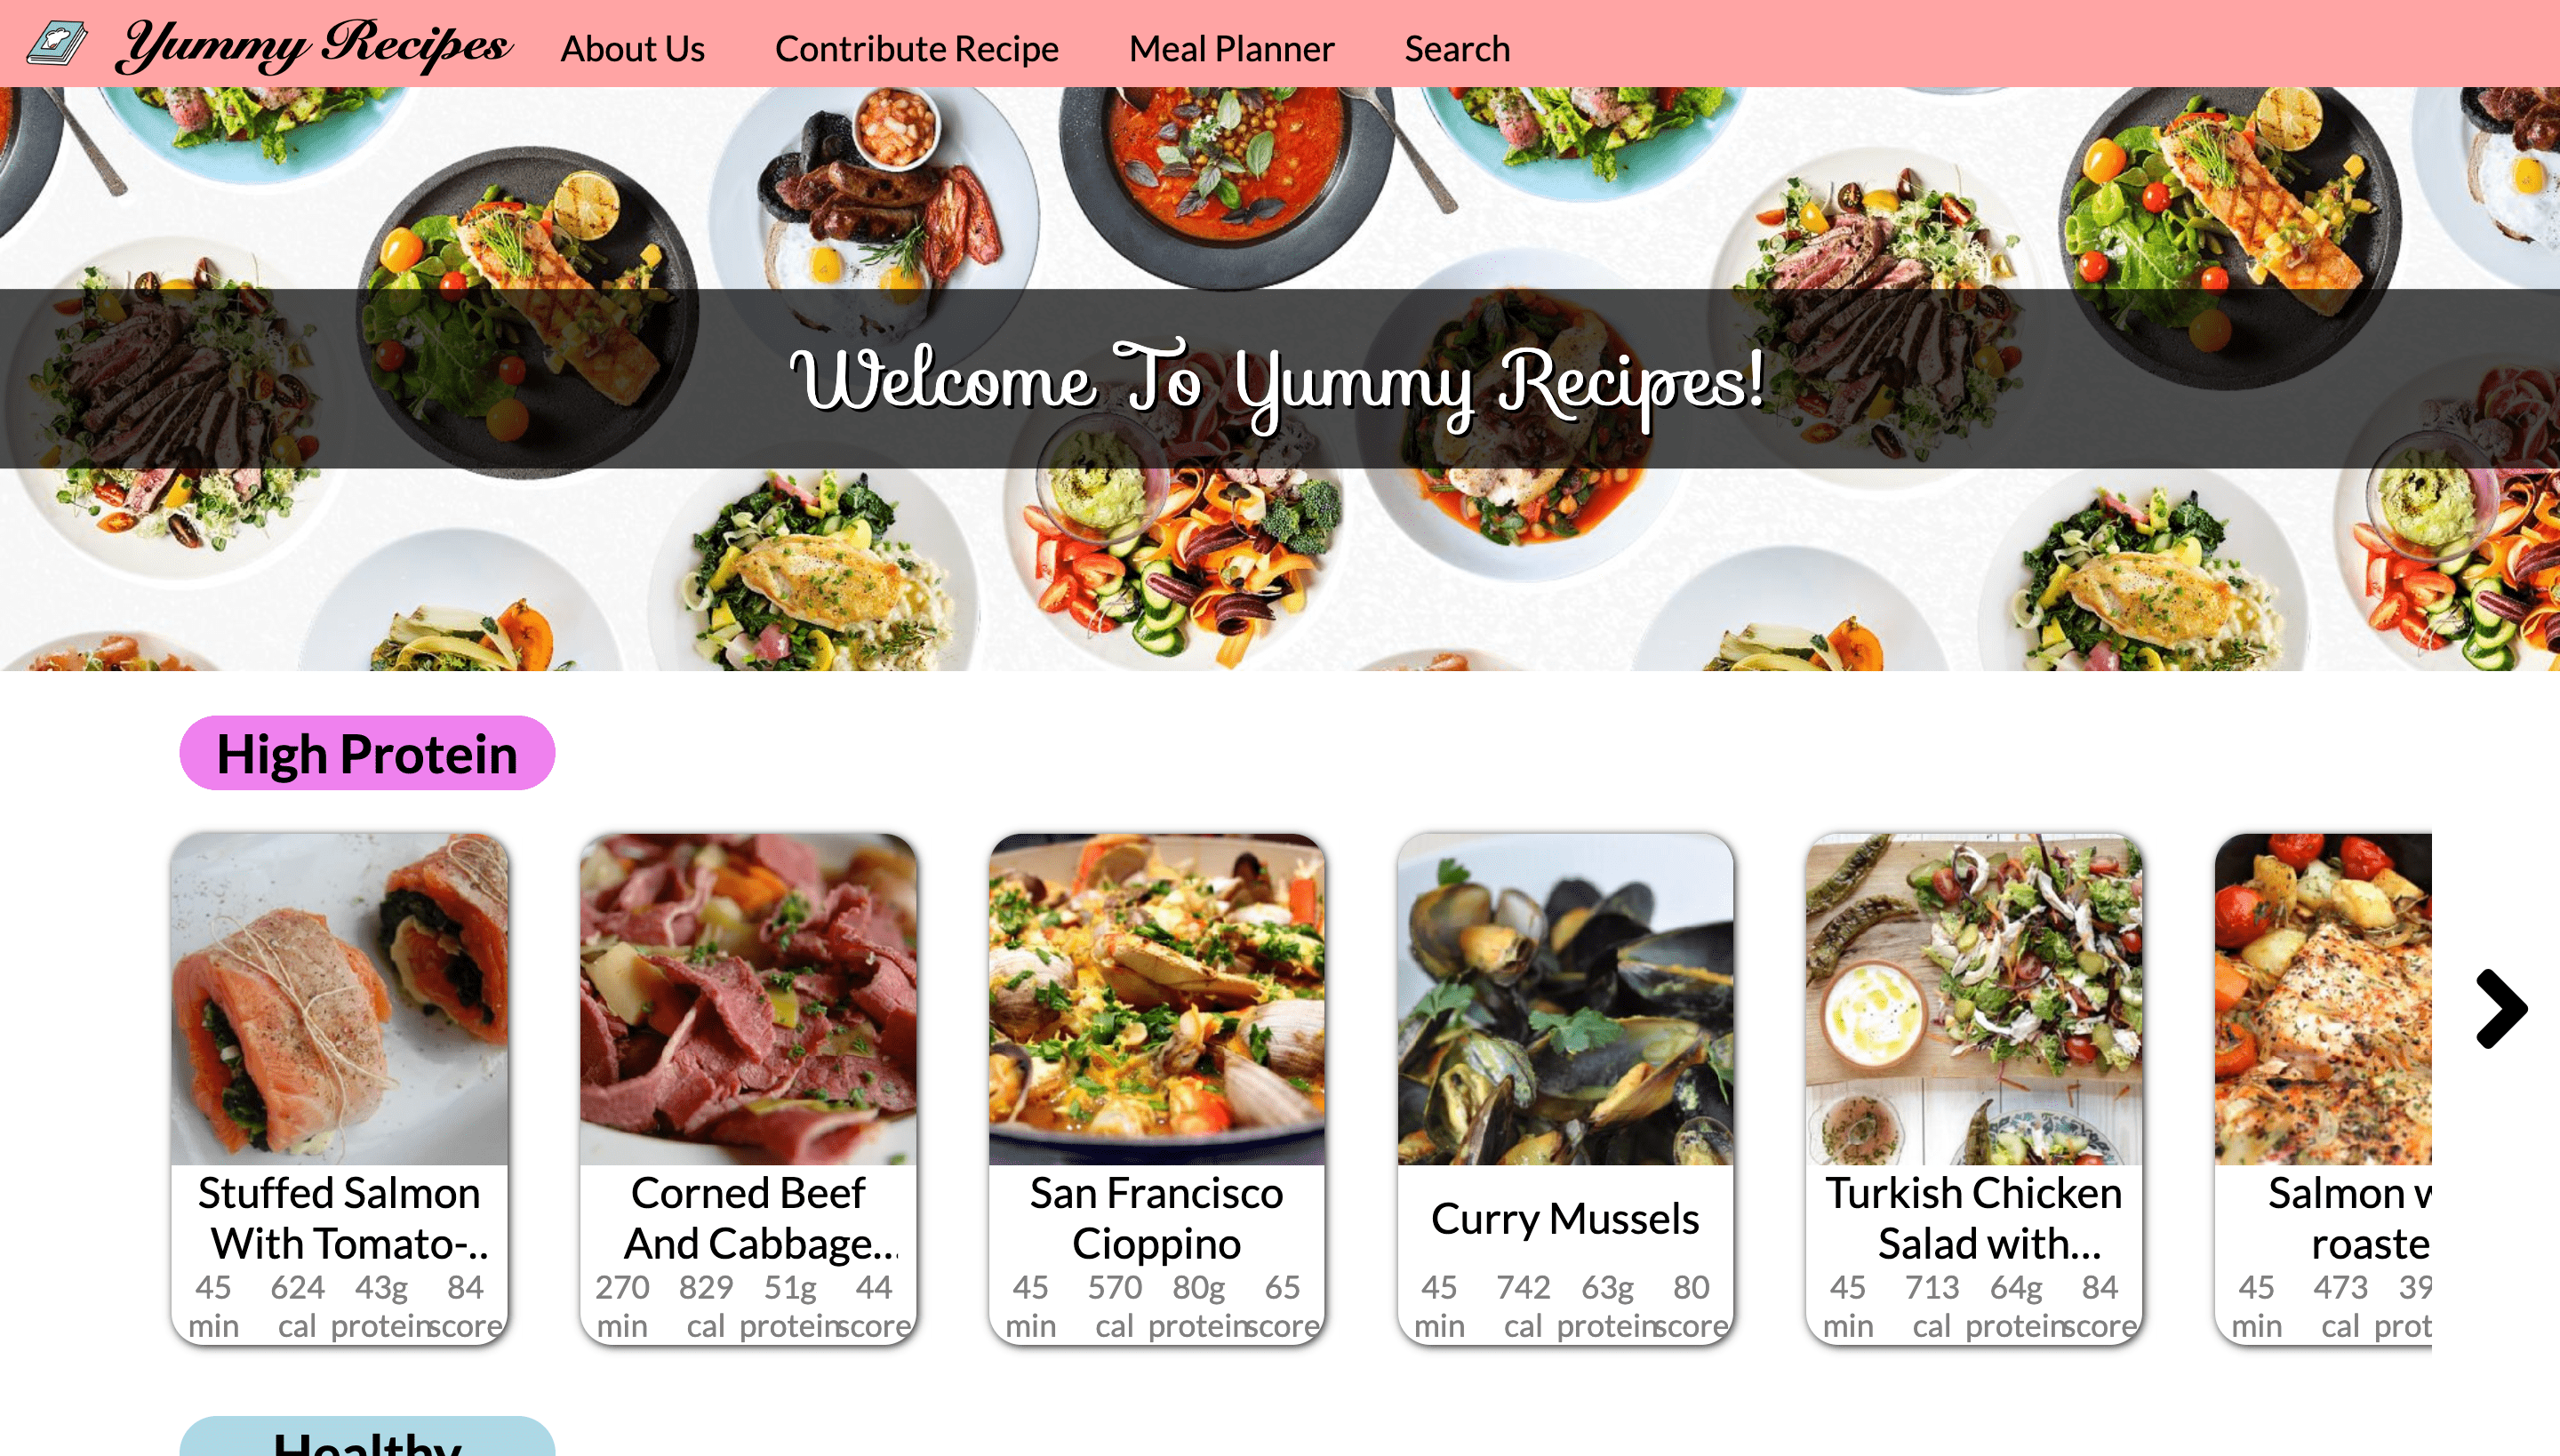 Yummy Recipes About Us Contribute Recipe Meal Planner Search
Welcome To Yummy Recipes!
High Protein
Stuffed Salmon
With Tomato-..
45 624 43g 84
min cal protein score
Corned Beef
And Cabbage...
270 829 51g 44
min cal protein score
San Francisco
Cioppino
45 570 80g 65
min cal protein score
Curry Mussels
45 742 63g 80
min cal protein score
Turkish Chicken
Salad with...
45 713 64g 84
min cal protein score
Salmon w
roaste
45 473 39
min cal prot
Healthy